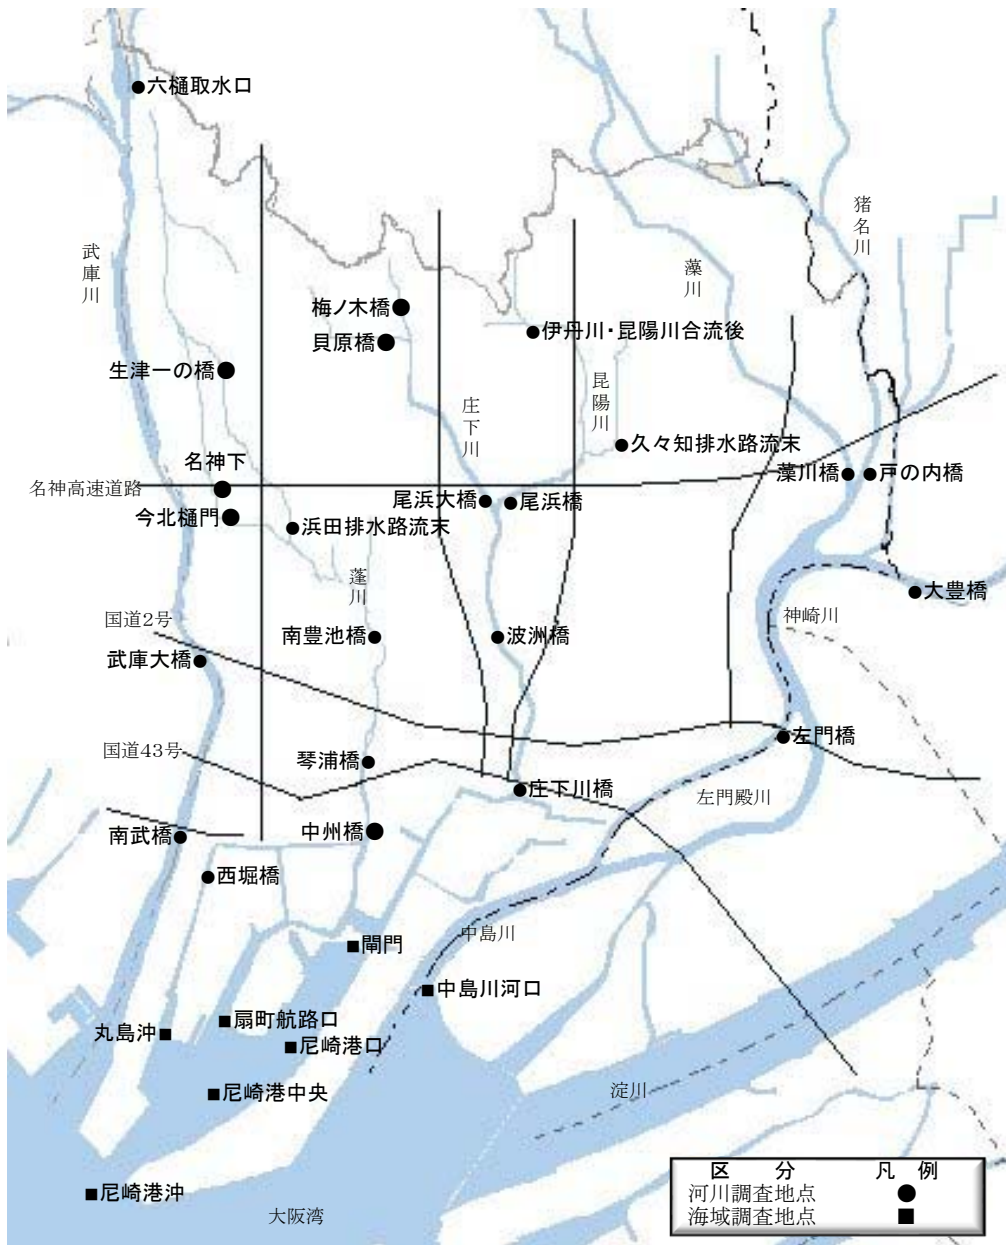 六樋取水口
猪名川
武庫川
藻川
梅ノ木橋
伊丹川・昆陽川合流後
貝原橋
生津一の橋
昆陽川
庄下川
久々知排水路流末
名神下
藻川橋
戸の内橋
名神高速道路
尾浜大橋
尾浜橋
今北樋門
浜田排水路流末
蓬川
大豊橋
国道2号
神崎川
南豊池橋
波洲橋
武庫大橋
左門橋
国道43号
琴浦橋
庄下川橋
左門殿川
南武橋
中州橋
西堀橋
中島川
閘門
中島川河口
扇町航路口
丸島沖
尼崎港口
尼崎港中央
淀川
尼崎港沖
大阪湾
区 分 凡 例
河川調査地点 ●
海域調査地点 ■